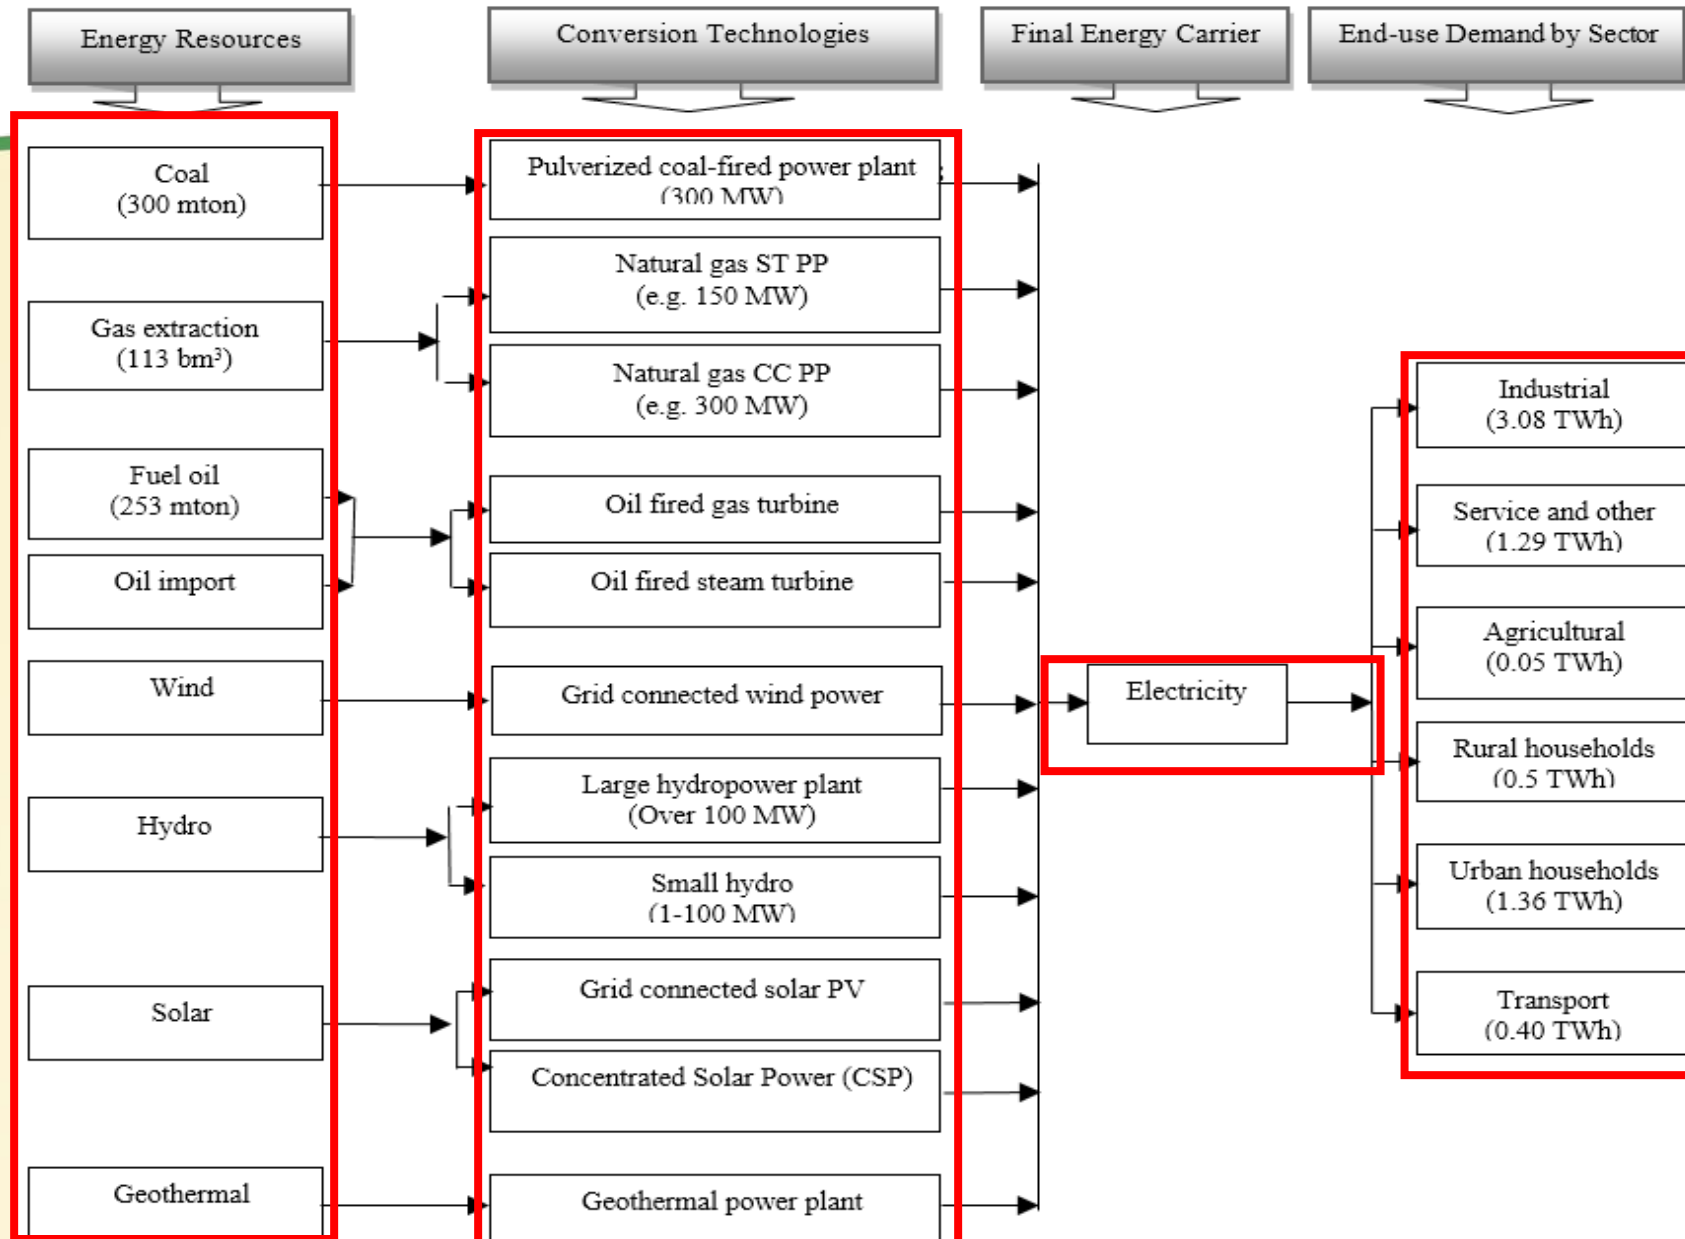 Energy Resources
Conversion Technologies
Final Energy Carrier
End-use Demand by Sector
Coal
(300 mton)
Gas extraction
(113 bm³)
Fuel oil
(253 mton)
Oil import
Wind
Hydro
Solar
Geothermal
Pulverized coal-fired power plant
(300 MW)
Natural gas ST PP
(e.g. 150 MW)
Natural gas CC PP
(e.g. 300 MW)
Oil fired gas turbine
Oil fired steam turbine
Grid connected wind power
Large hydropower plant
(Over 100 MW)
Small hydro
(1-100 MW)
Grid connected solar PV
Concentrated Solar Power (CSP)
Geothermal power plant
Electricity
Industrial
(3.08 TWh)
Service and other
(1.29 TWh)
Agricultural
(0.05 TWh)
Rural households
(0.5 TWh)
Urban households
(1.36 TWh)
Transport
(0.40 TWh)